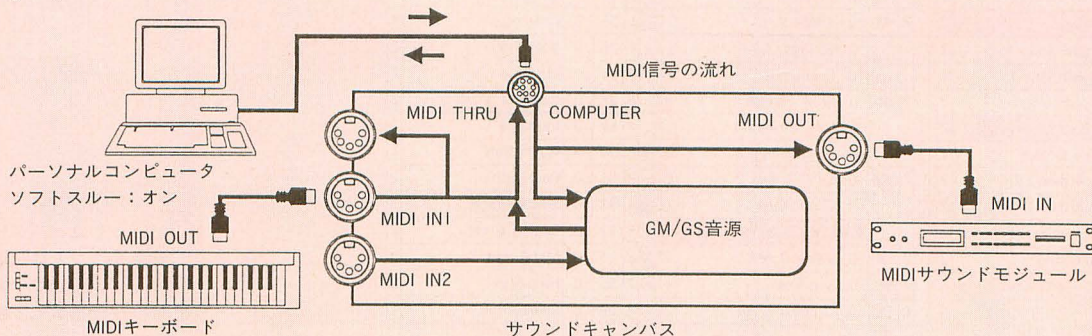 MIDI信号の流れ
MIDI THRU
COMPUTER
MIDI OUT
パーソナルコンピュータ
ソフトスルー：オン
MIDI IN1
MIDI IN
GM/GS音源
MIDI OUT
MIDI IN2
MIDIサウンドモジュール
MIDIキーボード
サウンドキャンバス